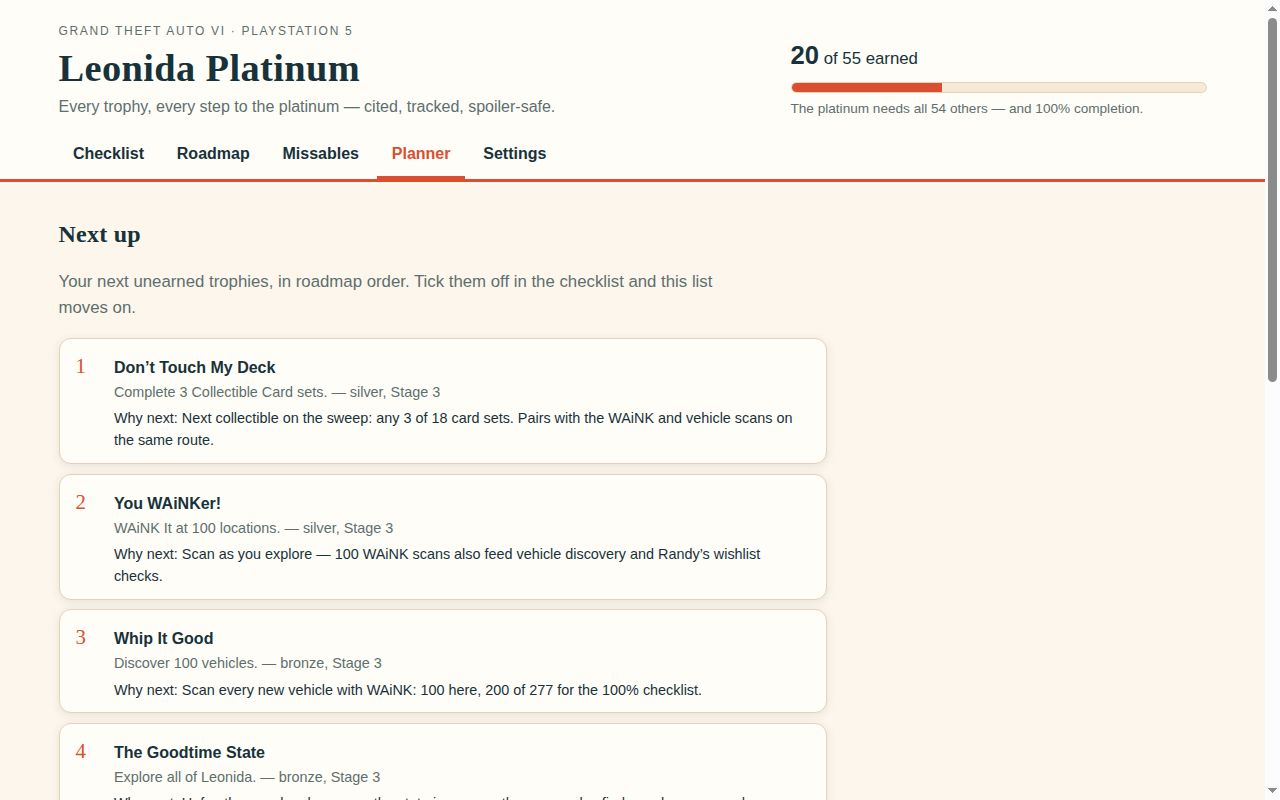 GRAND THEFT AUTO VI · PLAYSTATION 5
Leonida Platinum
Every trophy, every step to the platinum — cited, tracked, spoiler-safe.
20 of 55 earned
The platinum needs all 54 others — and 100% completion.
Checklist Roadmap Missables Planner Settings
Next up
Your next unearned trophies, in roadmap order. Tick them off in the checklist and this list
moves on.
1 Don’t Touch My Deck
Complete 3 Collectible Card sets. — silver, Stage 3
Why next: Next collectible on the sweep: any 3 of 18 card sets. Pairs with the WAiNK and vehicle scans on
the same route.
2 You WAiNKer!
WAiNK It at 100 locations. — silver, Stage 3
Why next: Scan as you explore — 100 WAiNK scans also feed vehicle discovery and Randy’s wishlist
checks.
3 Whip It Good
Discover 100 vehicles. — bronze, Stage 3
Why next: Scan every new vehicle with WAiNK: 100 here, 200 of 277 for the 100% checklist.
4 The Goodtime State
Explore all of Leonida. — bronze, Stage 3